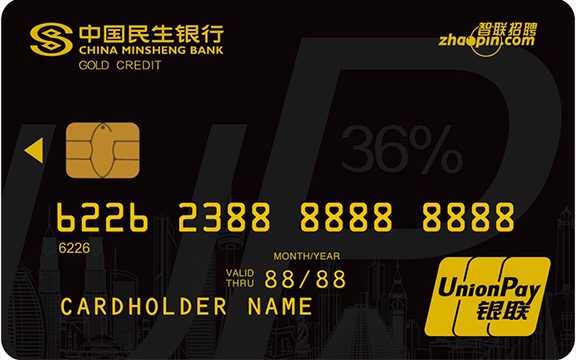 中国民生银行
CHINA MINSHENG BANK
GOLD CREDIT
智联招聘
zhaopin.com
36%
UP
6226 2388 8888 8888
6226
MONTH/YEAR
VALID THRU 88/88
CARDHOLDER NAME
UnionPay
银联